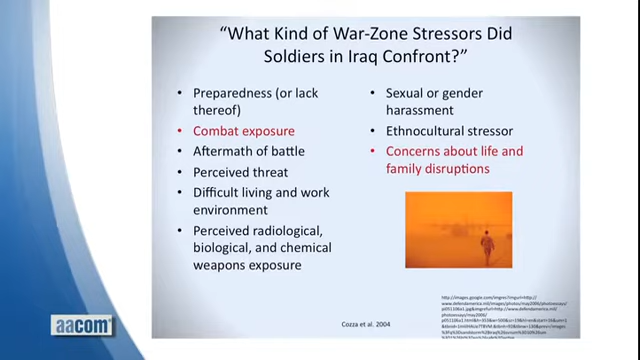 “What Kind of War-Zone Stressors Did
Soldiers in Iraq Confront?”
• Preparedness (or lack
thereof)
• Combat exposure
• Aftermath of battle
• Perceived threat
• Difficult living and work
environment
• Perceived radiological,
biological, and chemical
weapons exposure
• Sexual or gender
harassment
• Ethnocultural stressor
• Concerns about life and
family disruptions
Cozza et al. 2004
aacom